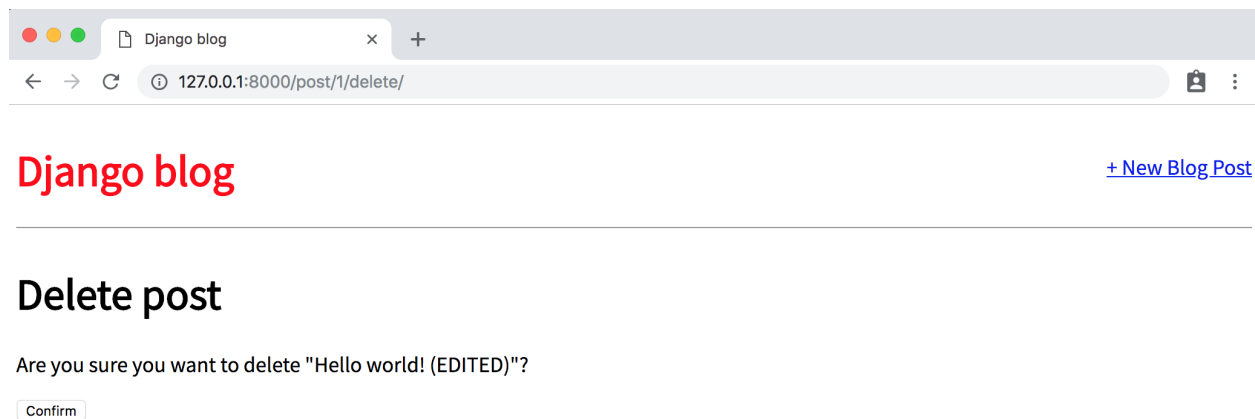 Django blog
127.0.0.1:8000/post/1/delete/
Django blog
+ New Blog Post
Delete post
Are you sure you want to delete "Hello world! (EDITED)"?
Confirm